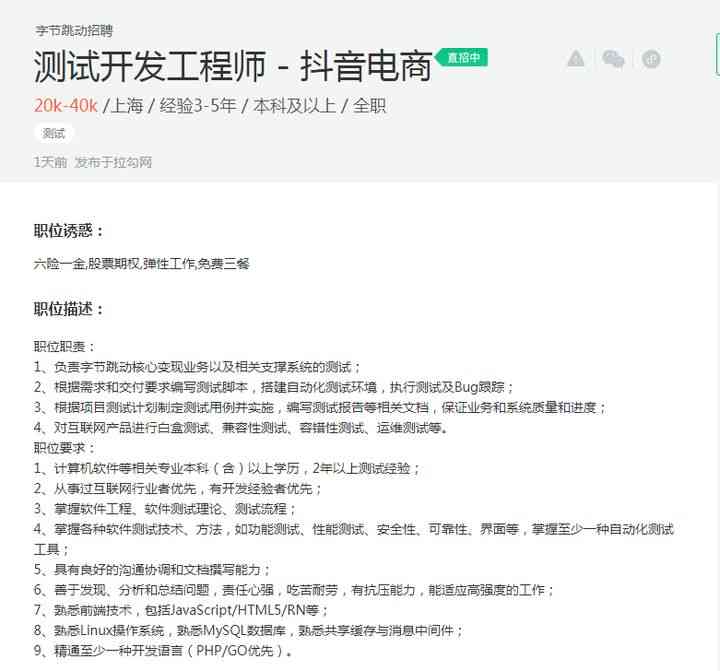 字节跳动招聘
测试开发工程师 - 抖音电商 直招中
20k-40k /上海 / 经验3-5年 / 本科及以上 / 全职
测试
1天前 发布于拉勾网
职位诱惑：
六险一金,股票期权,弹性工作,免费三餐
职位描述：
职位职责：
1、负责字节跳动核心变现业务以及相关支撑系统的测试；
2、根据需求和交付要求编写测试脚本，搭建自动化测试环境，执行测试及Bug跟踪；
3、根据项目测试计划制定测试用例并实施，编写测试报告等相关文档，保证业务和系统质量和进度；
4、对互联网产品进行白盒测试、兼容性测试、容错性测试、运维测试等。
职位要求：
1、计算机软件等相关专业本科（含）以上学历，2年以上测试经验；
2、从事过互联网行业者优先，有开发经验者优先；
3、掌握软件工程、软件测试理论、测试流程；
4、掌握各种软件测试技术、方法，如功能测试、性能测试、安全性、可靠性、界面等，掌握至少一种自动化测试
工具；
5、具有良好的沟通协调和文档撰写能力；
6、善于发现、分析和总结问题，责任心强，吃苦耐劳，有抗压能力，能适应高强度的工作；
7、熟悉前端技术，包括JavaScript/HTML5/RN等；
8、熟悉Linux操作系统，熟悉MySQL数据库，熟悉共享缓存与消息中间件；
9、精通至少一种开发语言（PHP/GO优先）。